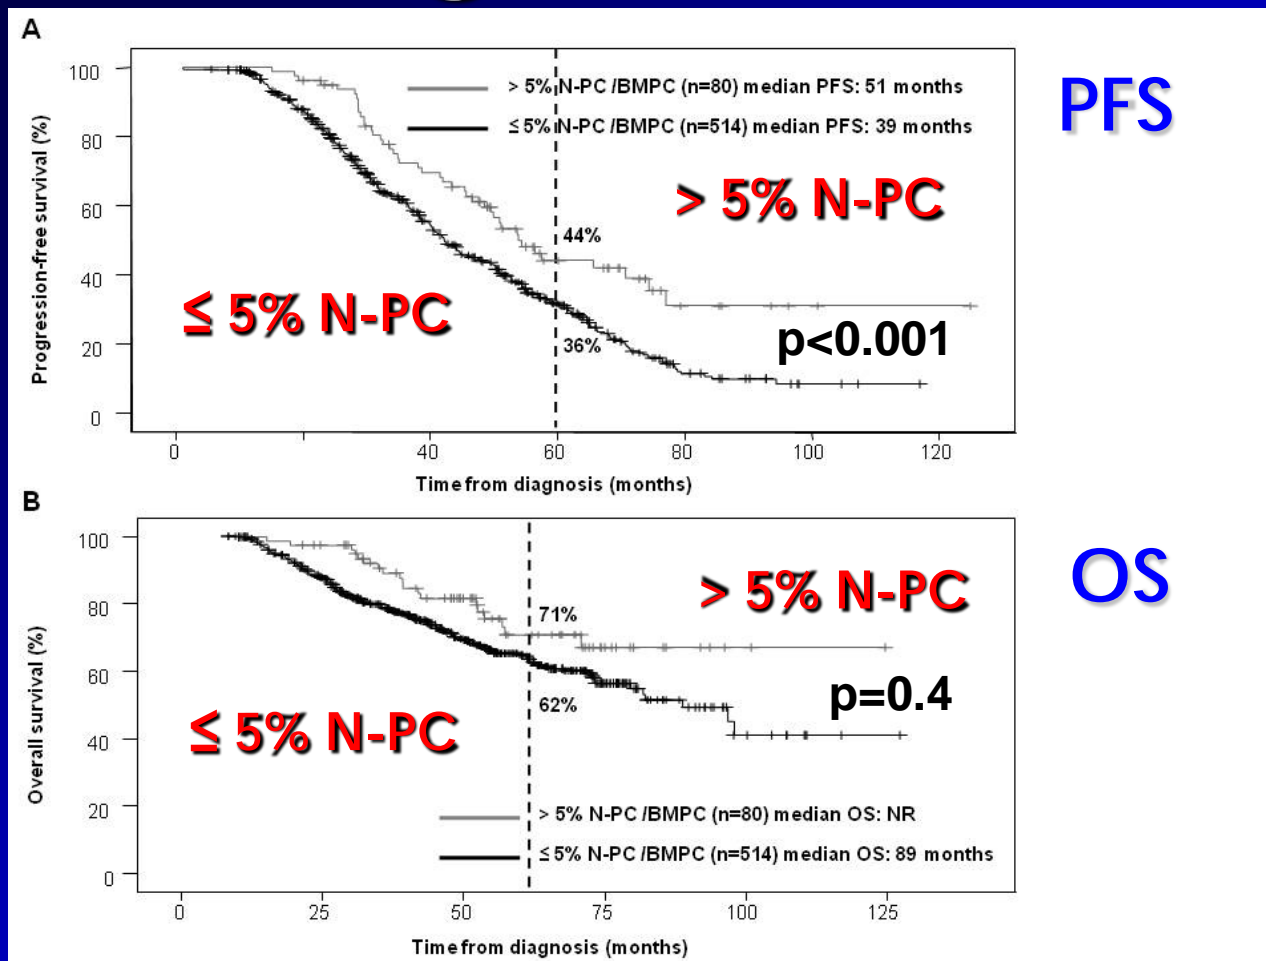 A
PFS
100
80
60
40
20
0
Progression-free survival (%)
> 5% N-PC /BMPC (n=80) median PFS: 51 months
≤ 5% N-PC /BMPC (n=514) median PFS: 39 months
> 5% N-PC
44%
≤ 5% N-PC
p<0.001
36%
0 40 60 80 100 120
Time from diagnosis (months)
B
OS
100
80
60
40
20
0
Overall survival (%)
> 5% N-PC
71%
p=0.4
62%
≤ 5% N-PC
> 5% N-PC /BMPC (n=80) median OS: NR
≤ 5% N-PC /BMPC (n=514) median OS: 89 months
0 25 50 75 100 125
Time from diagnosis (months)